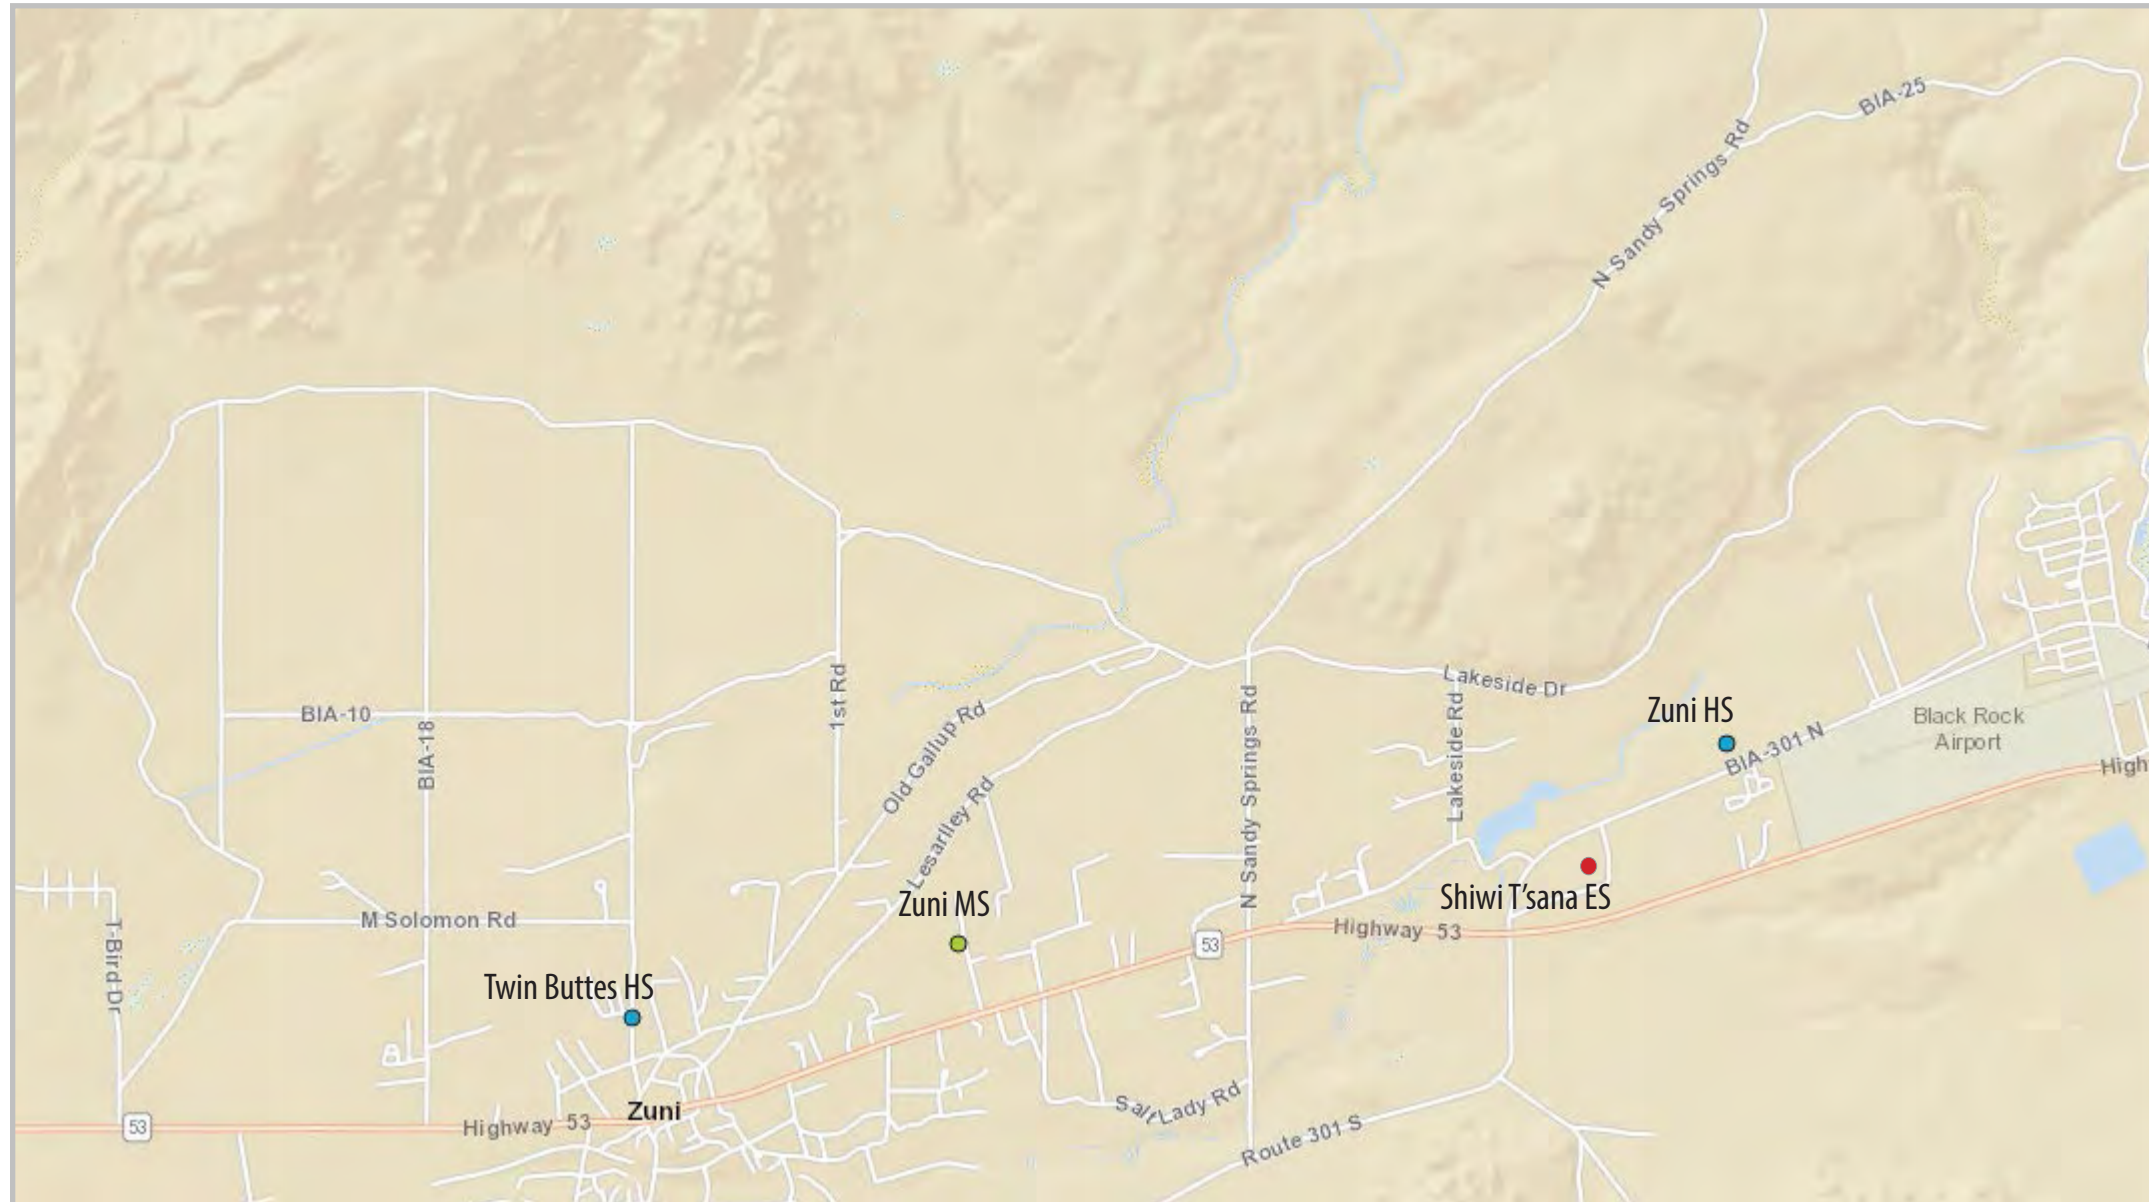 BIA-25
N Sandy Springs Rd
Lakeside Dr
1st Rd
BIA-10
BIA-18
Old Gallup Rd
N Sandy Springs Rd
Lakeside Rd
Zuni HS
BIA-301 N
Black Rock
Airport
High
Lesarlley Rd
Zuni MS
Shiwi T'sana ES
M Solomon Rd
T-Bird Dr
53
Highway 53
Twin Buttes HS
Zuni
Salt Lady Rd
53
Highway 53
Route 301 S